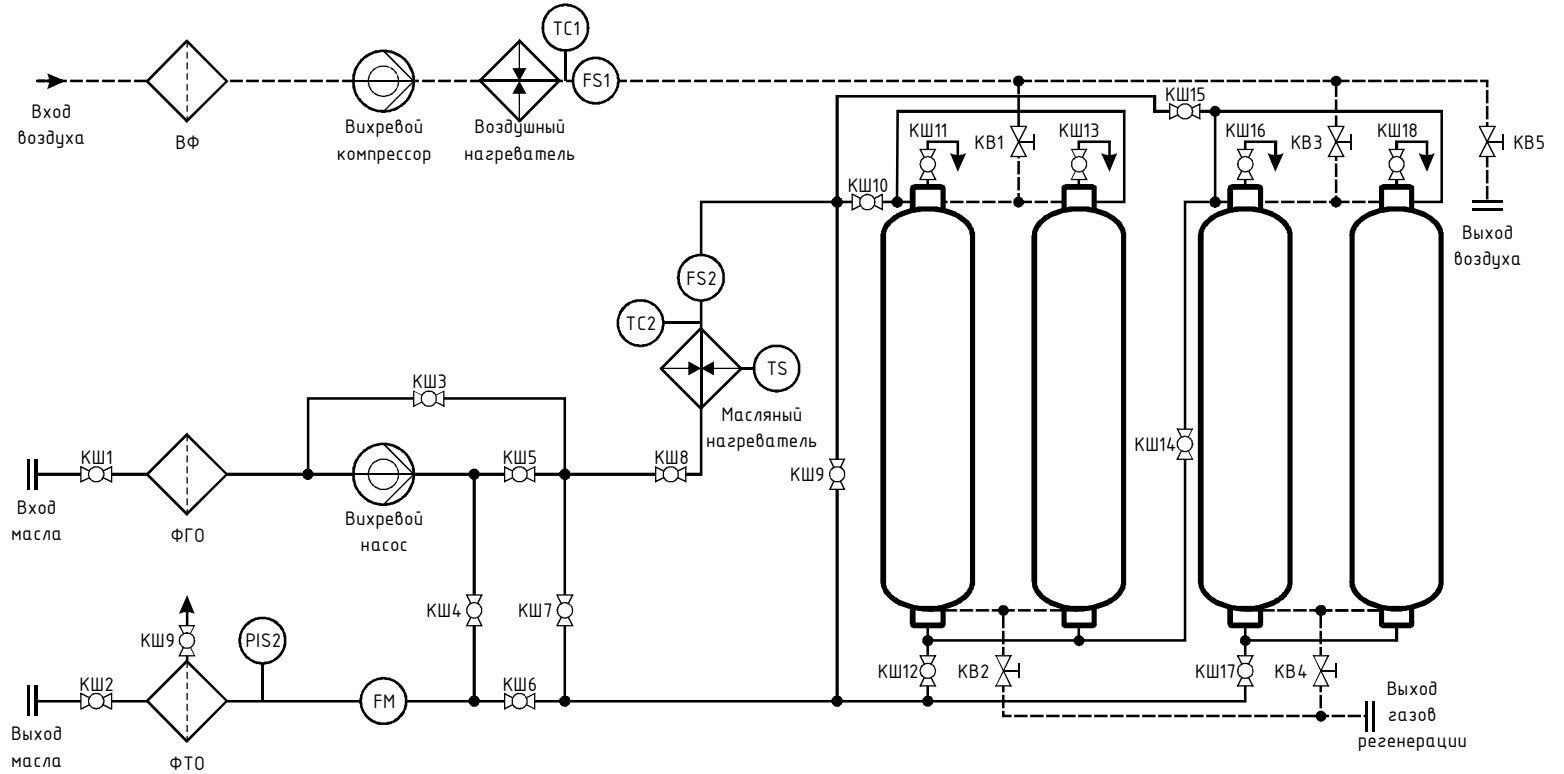 TC1
FS1
Вход
воздуха
ВФ
Вихревой
компрессор
Воздушный
нагреватель
КШ15
КШ11
КВ1
КШ13
КШ16
КВ3
КШ18
КВ5
КШ10
Выход
воздуха
FS2
TC2
TS
Масляный
нагреватель
КШ3
КШ1
КШ5
КШ8
КШ9
КШ14
Вход
масла
ФГО
Вихревой
насос
КШ4
КШ7
КШ9
PIS2
КШ2
FM
КШ6
КШ12
КВ2
КШ17
КВ4
Выход
газов
регенерации
Выход
масла
ФТО